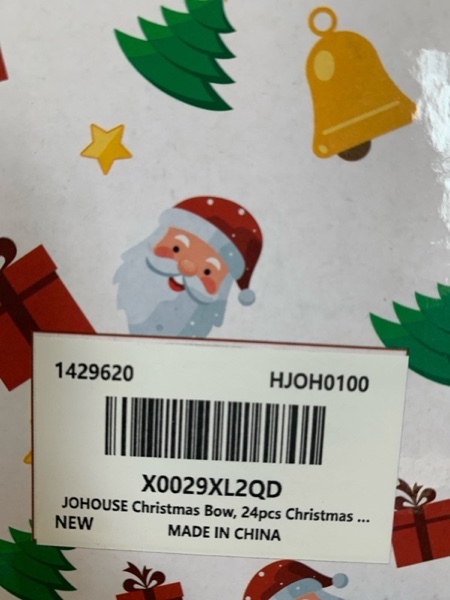 1429620 HJOH0100
X0029XL2QD
JOHOUSE Christmas Bow, 24pcs Christmas ...
NEW
MADE IN CHINA